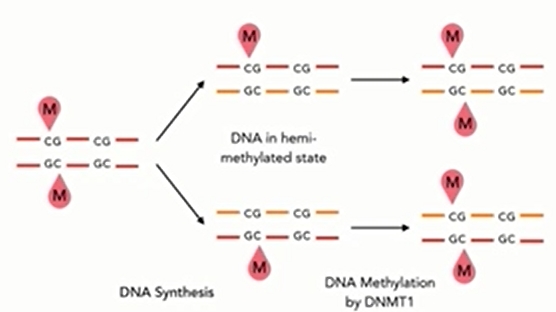 M
M
CG CG
CG CG
GC GC
GC GC
M
M
CG CG
GC GC
DNA in hemi-
methylated state
M
M
CG CG
CG CG
GC GC
GC GC
M
M
DNA Synthesis
DNA Methylation
by DNMT1